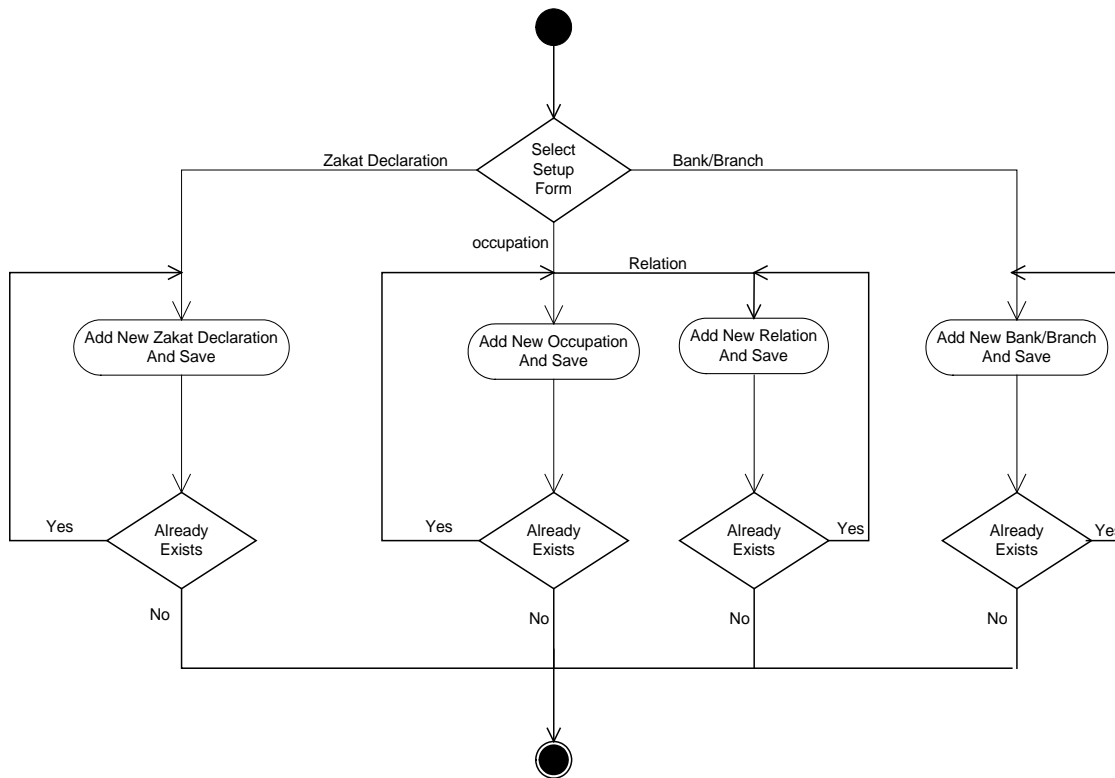 Select
Setup
Form
Zakat Declaration
Bank/Branch
occupation
Relation
Add New Zakat Declaration
And Save
Add New Occupation
And Save
Add New Relation
And Save
Add New Bank/Branch
And Save
Yes
Already
Exists
Yes
Already
Exists
Already
Exists
Yes
Already
Exists
Yes
No
No
No
No